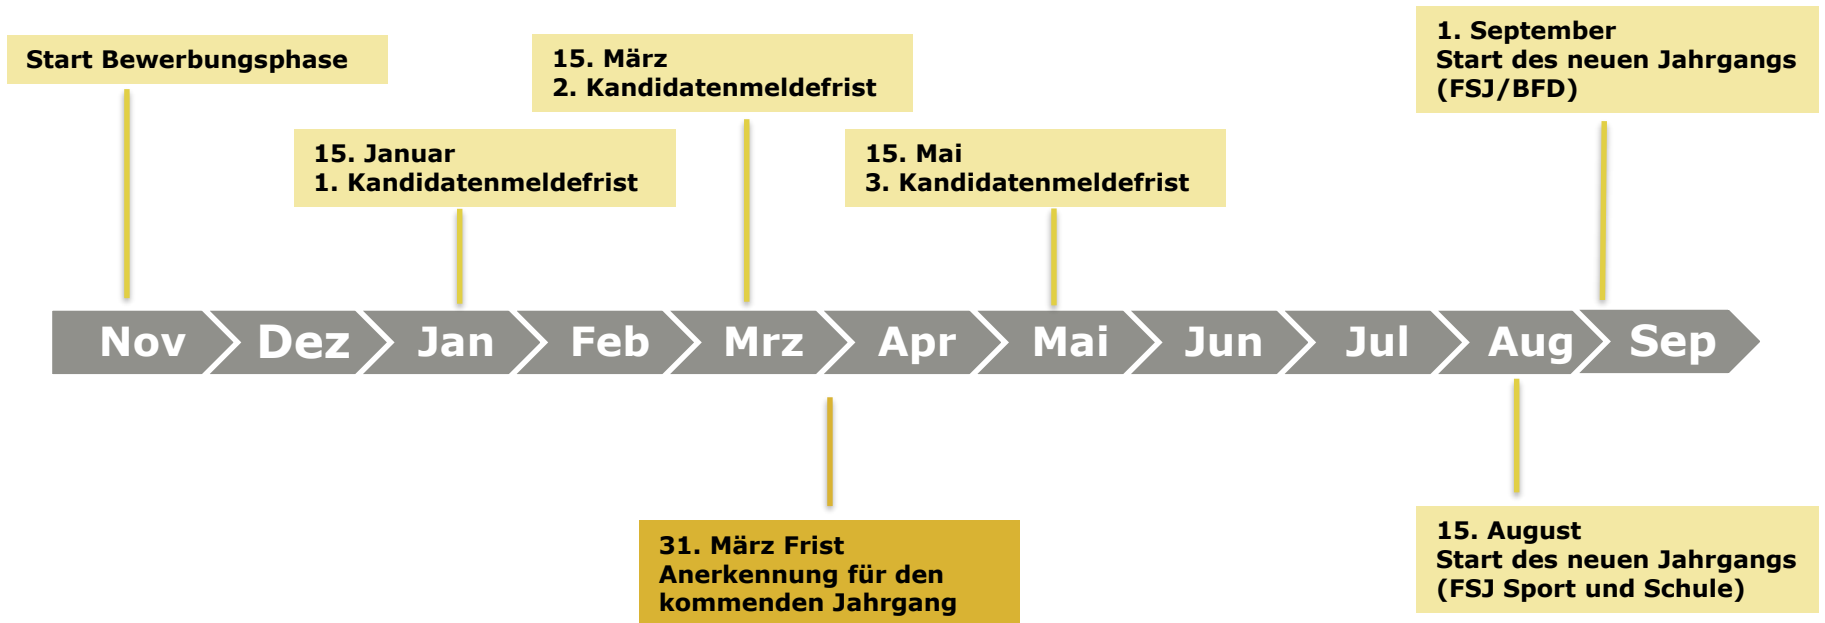 Start Bewerbungsphase
15. Januar
1. Kandidatenmeldefrist
15. März
2. Kandidatenmeldefrist
15. Mai
3. Kandidatenmeldefrist
1. September
Start des neuen Jahrgangs
(FSJ/BFD)
Nov Dez Jan Feb Mrz Apr Mai Jun Jul Aug Sep
31. März Frist
Anerkennung für den
kommenden Jahrgang
15. August
Start des neuen Jahrgangs
(FSJ Sport und Schule)